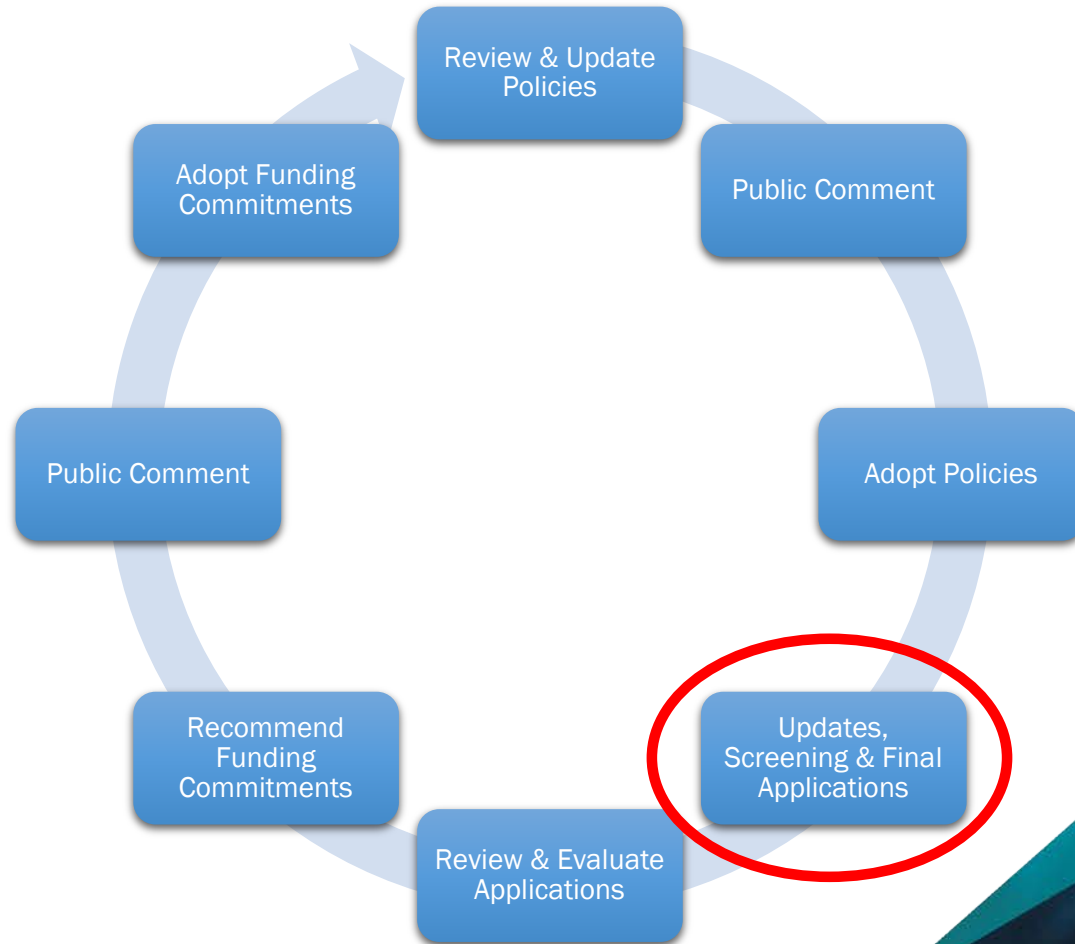 Review & Update
Policies
Public Comment
Adopt Policies
Updates,
Screening & Final
Applications
Review & Evaluate
Applications
Recommend
Funding
Commitments
Public Comment
Adopt Funding
Commitments